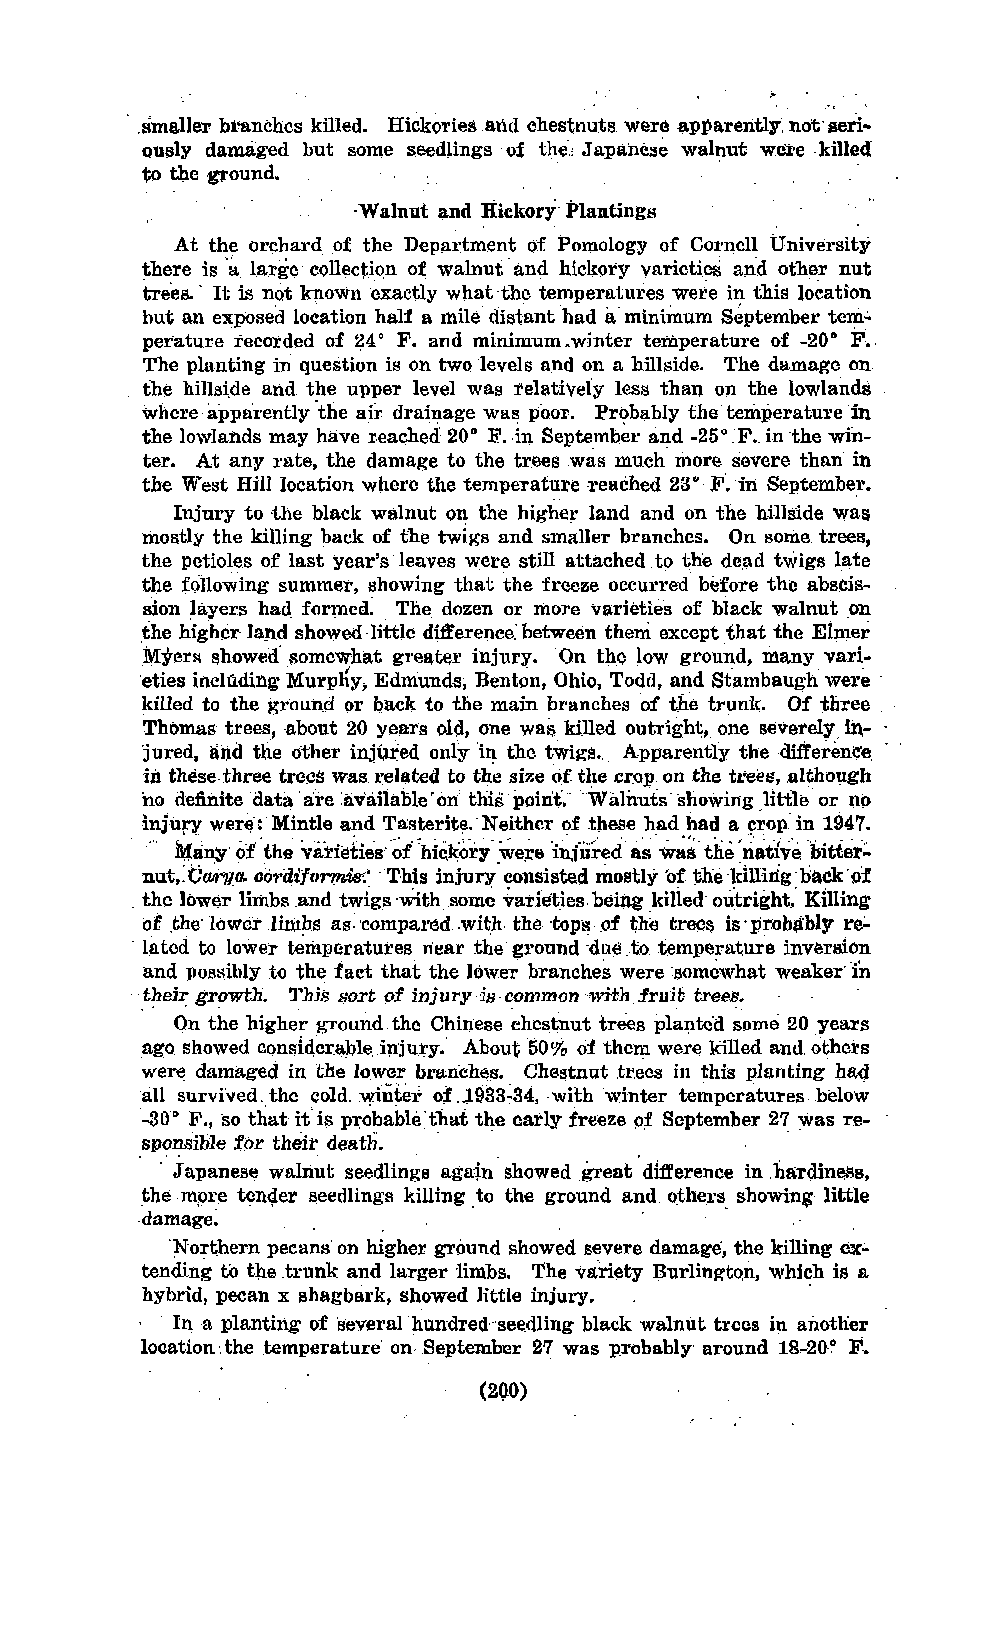 smaller branches killed. Hickories and chestnuts were apparently not seri-
ously damaged but some seedlings of the Japanese walnut were killed
to the ground.
Walnut and Hickory Plantings
At the orchard of the Department of Pomology of Cornell University
there is a large collection of walnut and hickory varieties and other nut
trees. It is not known exactly what the temperatures were in this location
but an exposed location half a mile distant had a minimum September tem-
perature recorded of 24° F. and minimum winter temperature of -20° F.
The planting in question is on two levels and on a hillside. The damage on
the hillside and the upper level was relatively less than on the lowlands
where apparently the air drainage was poor. Probably the temperature in
the lowlands may have reached 20° F. in September and -25° F. in the win-
ter. At any rate, the damage to the trees was much more severe than in
the West Hill location where the temperature reached 23° F. in September.
Injury to the black walnut on the higher land and on the hillside was
mostly the killing back of the twigs and smaller branches. On some trees,
the petioles of last year's leaves were still attached to the dead twigs late
the following summer, showing that the freeze occurred before the abscis-
sion layers had formed. The dozen or more varieties of black walnut on
the higher land showed little difference between them except that the Elmer
Myers showed somewhat greater injury. On the low ground, many vari-
eties including Murphy, Edmunds, Benton, Ohio, Todd, and Stambaugh were
killed to the ground or back to the main branches of the trunk. Of three
Thomas trees, about 20 years old, one was killed outright, one severely in-
jured, and the other injured only in the twigs. Apparently the difference
in these three trees was related to the size of the crop on the trees, although
no definite data are available on this point. Walnuts showing little or no
injury were: Mintle and Tasterite. Neither of these had had a crop in 1947.
Many of the varieties of hickory were injured as was the native bitter-
nut, Carya cordiformis. This injury consisted mostly of the killing back of
the lower limbs and twigs with some varieties being killed outright. Killing
of the lower limbs as compared with the tops of the trees is probably re-
lated to lower temperatures near the ground due to temperature inversion
and possibly to the fact that the lower branches were somewhat weaker in
their growth. This sort of injury is common with fruit trees.
On the higher ground the Chinese chestnut trees planted some 20 years
ago showed considerable injury. About 50% of them were killed and others
were damaged in the lower branches. Chestnut trees in this planting had
all survived the cold winter of 1933-34, with winter temperatures below
-30° F., so that it is probable that the early freeze of September 27 was re-
sponsible for their death.
Japanese walnut seedlings again showed great difference in hardiness,
the more tender seedlings killing to the ground and others showing little
damage.
Northern pecans on higher ground showed severe damage, the killing ex-
tending to the trunk and larger limbs. The variety Burlington, which is a
hybrid, pecan x shagbark, showed little injury.
In a planting of several hundred seedling black walnut trees in another
location the temperature on September 27 was probably around 18-20° F.
(200)